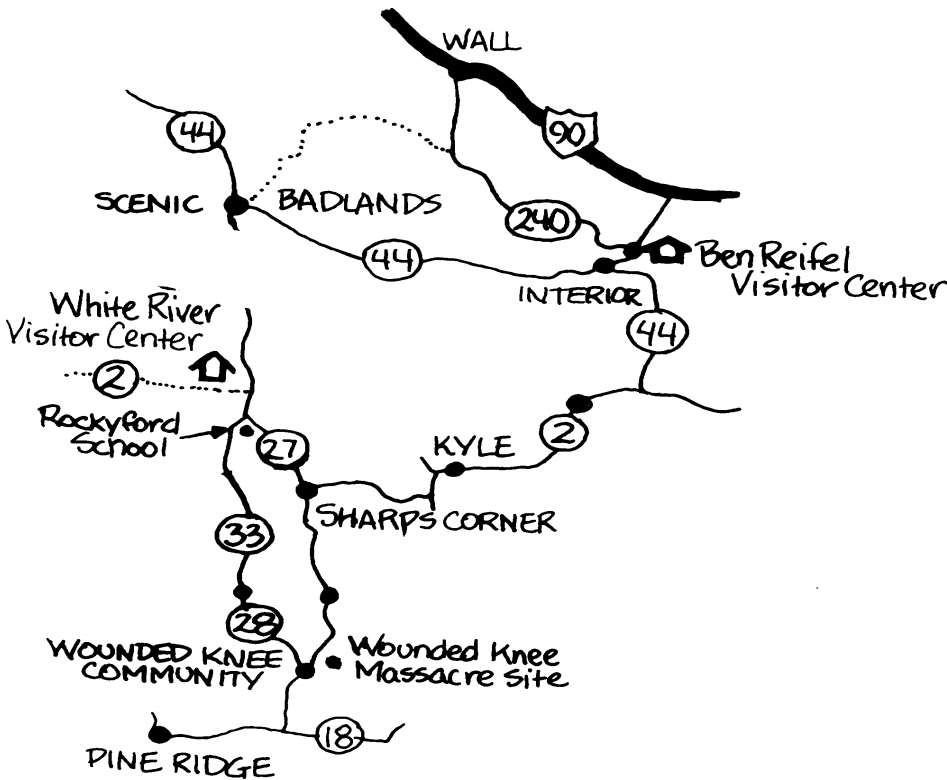 WALL
90
44
SCENIC
BADLANDS
240
44
Ben Reifel
Visitor Center
INTERIOR
White River
Visitor Center
44
2
Rockyford
School
27
KYLE
2
SHARPS CORNER
33
28
WOUNDED KNEE
COMMUNITY
Wounded Knee
Massacre Site
18
PINE RIDGE